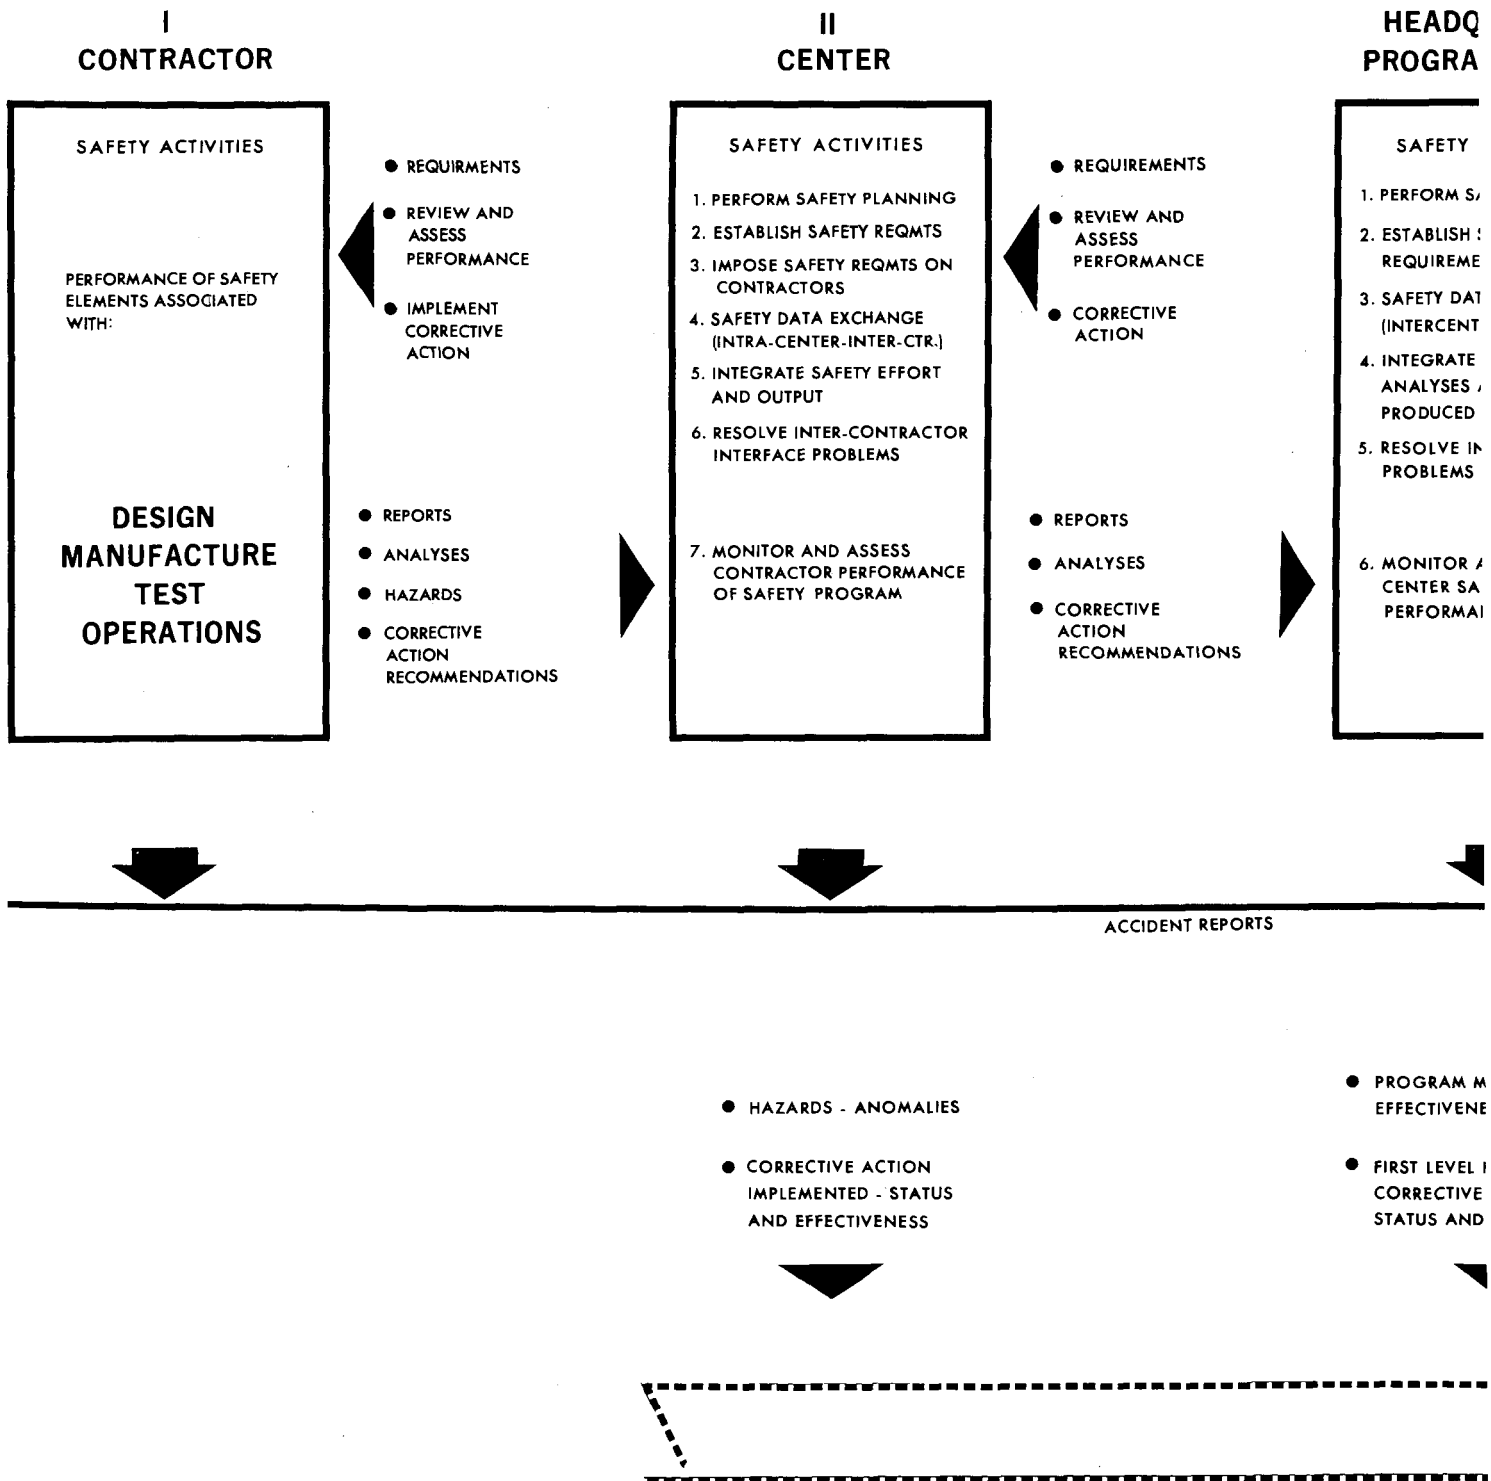 I
CONTRACTOR
SAFETY ACTIVITIES
PERFORMANCE OF SAFETY
ELEMENTS ASSOCIATED
WITH:
DESIGN
MANUFACTURE
TEST
OPERATIONS
● REQUIRMENTS
● REVIEW AND
ASSESS
PERFORMANCE
● IMPLEMENT
CORRECTIVE
ACTION
● REPORTS
● ANALYSES
● HAZARDS
● CORRECTIVE
ACTION
RECOMMENDATIONS
II
CENTER
SAFETY ACTIVITIES
1. PERFORM SAFETY PLANNING
2. ESTABLISH SAFETY REQMTS
3. IMPOSE SAFETY REQMTS ON
CONTRACTORS
4. SAFETY DATA EXCHANGE
(INTRA-CENTER-INTER-CTR.)
5. INTEGRATE SAFETY EFFORT
AND OUTPUT
6. RESOLVE INTER-CONTRACTOR
INTERFACE PROBLEMS
7. MONITOR AND ASSESS
CONTRACTOR PERFORMANCE
OF SAFETY PROGRAM
● REQUIREMENTS
● REVIEW AND
ASSESS
PERFORMANCE
● CORRECTIVE
ACTION
● REPORTS
● ANALYSES
● CORRECTIVE
ACTION
RECOMMENDATIONS
HEADQ
PROGRA
SAFETY
1. PERFORM SA
2. ESTABLISH
REQUIREME
3. SAFETY DAT
(INTERCENT
4. INTEGRATE
ANALYSES
PRODUCED
5. RESOLVE IN
PROBLEMS
6. MONITOR A
CENTER SA
PERFORMA
ACCIDENT REPORTS
● HAZARDS - ANOMALIES
● CORRECTIVE ACTION
IMPLEMENTED - STATUS
AND EFFECTIVENESS
● PROGRAM M
EFFECTIVENE
● FIRST LEVEL
CORRECTIVE
STATUS AND